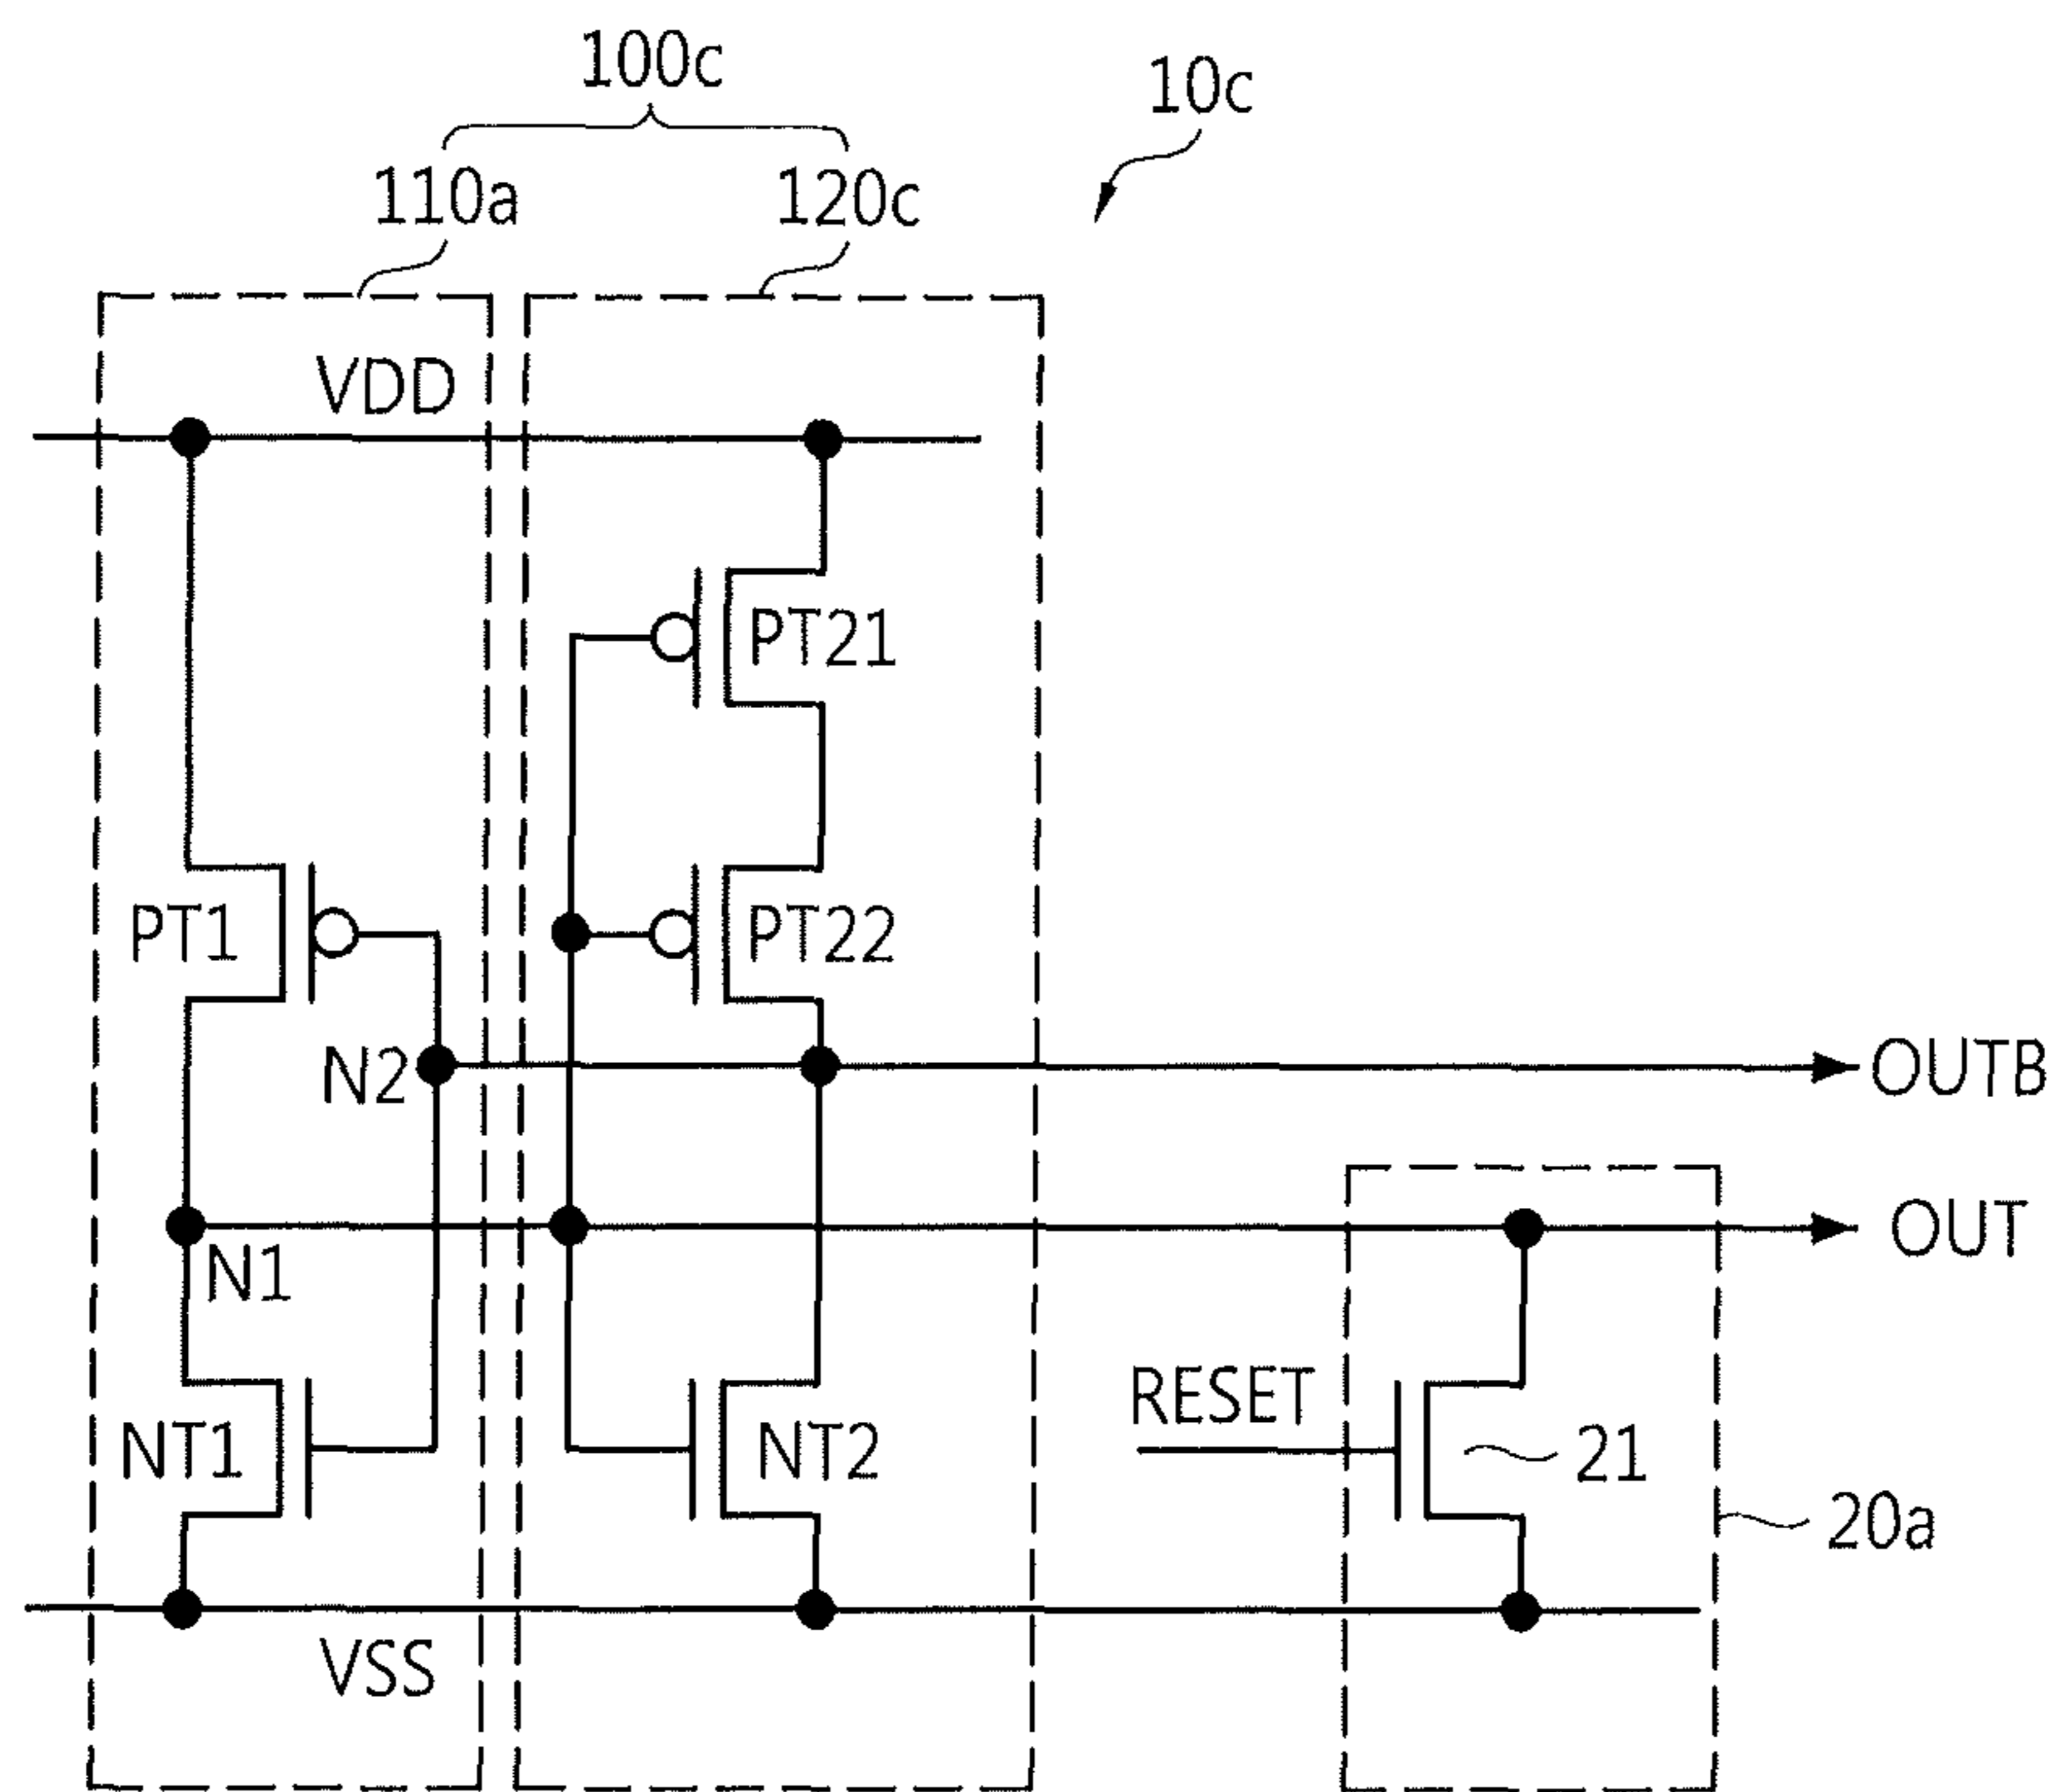 100c
10c
110a
120c
VDD
PT21
PT1
PT22
N2
OUTB
OUT
N1
RESET
NT1
NT2
21
20a
VSS